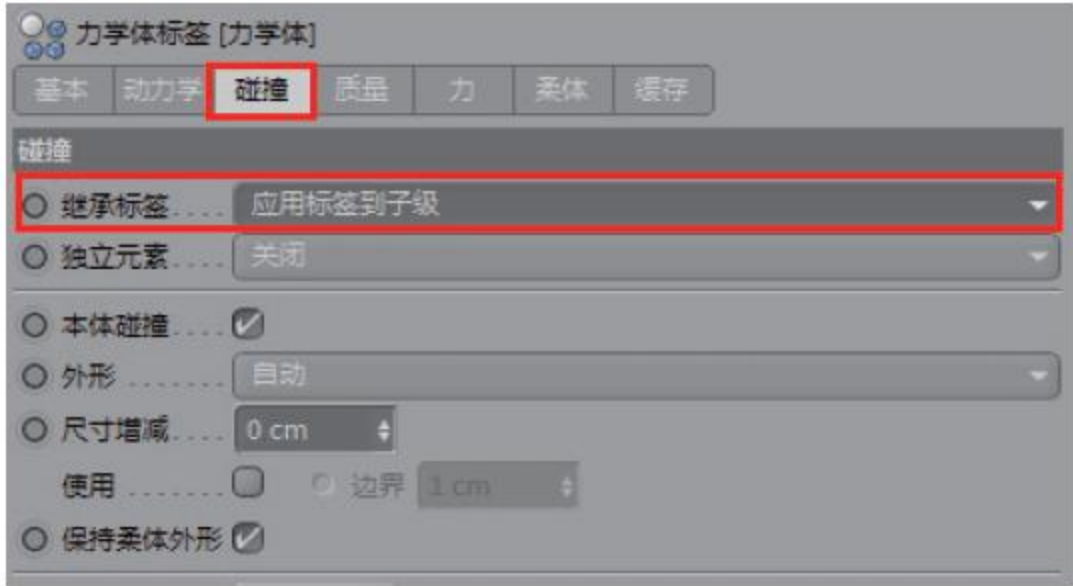 力学体标签 [力学体]
基本 动力学 碰撞 质量 力 柔体 缓存
碰撞
继承标签.... 应用标签到子级
独立元素.... 关闭
本体碰撞....
外形....... 自动
尺寸增减.... 0 cm
使用....... 边界 1 cm
保持柔体外形